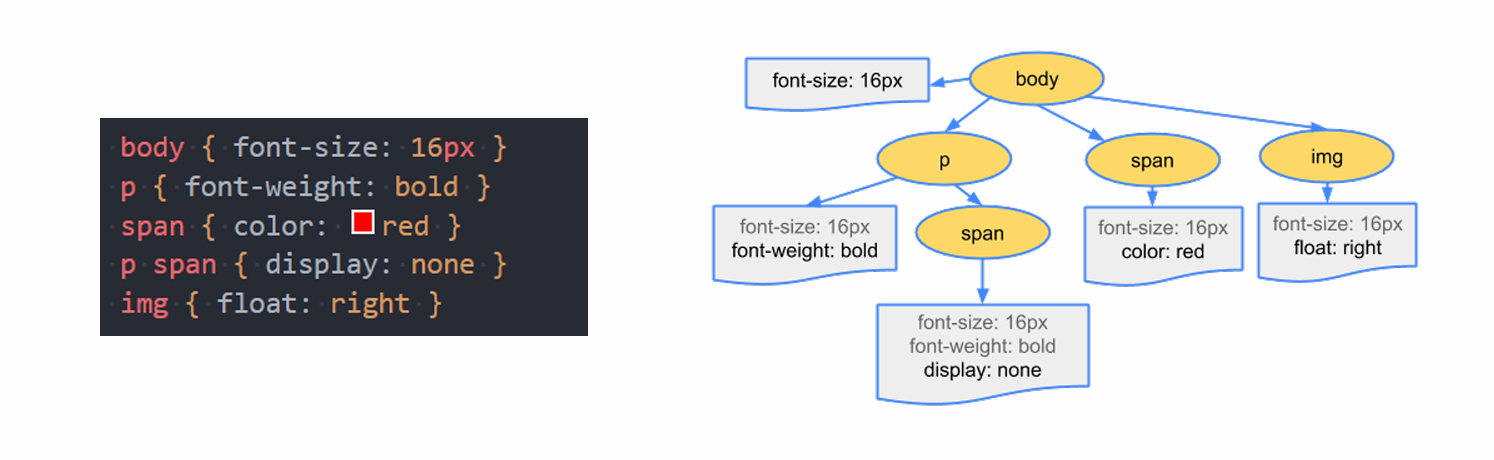 body { font-size: 16px }
p { font-weight: bold }
span { color: red }
p span { display: none }
img { float: right }
font-size: 16px
body
p
span
img
font-size: 16px
font-weight: bold
span
font-size: 16px
color: red
font-size: 16px
float: right
font-size: 16px
font-weight: bold
display: none